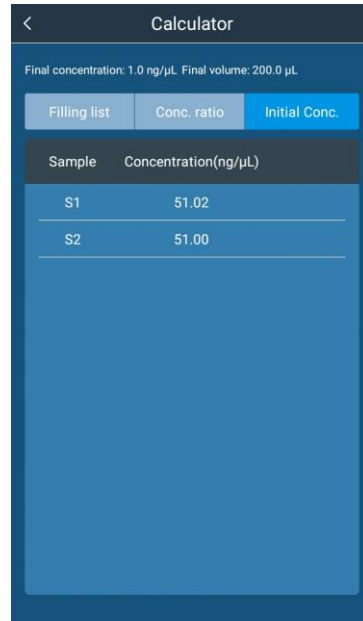 Calculator
Final concentration: 1.0 ng/µL Final volume: 200.0 µL
Filling list Conc. ratio Initial Conc.
Sample Concentration(ng/µL)
S1 51.02
S2 51.00